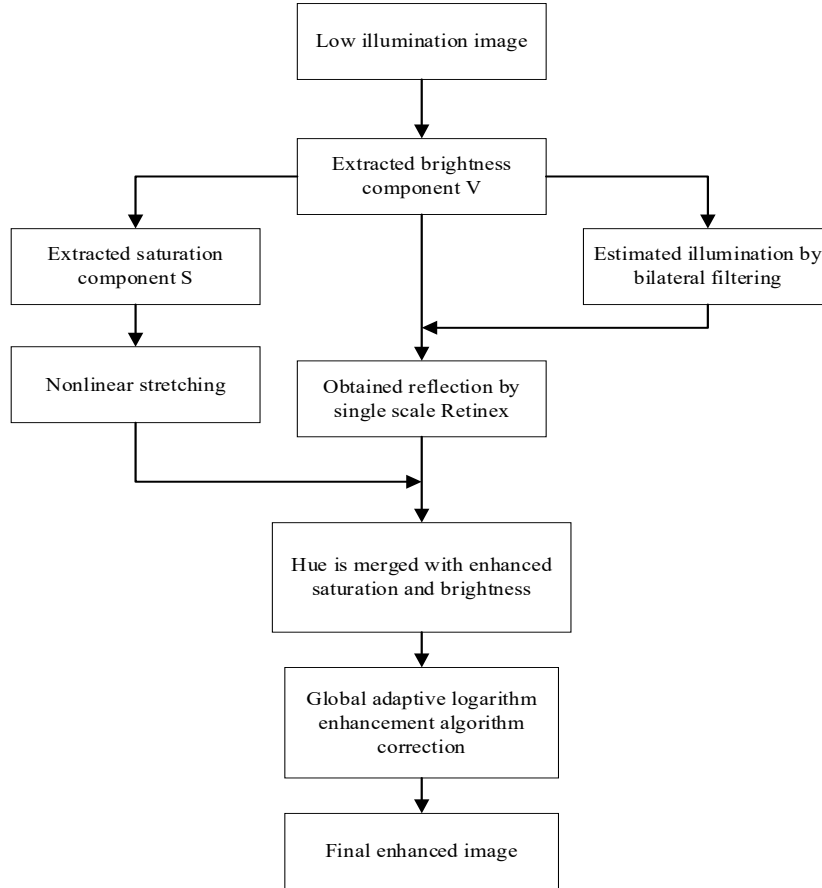 Low illumination image
Extracted brightness
component V
Extracted saturation
component S
Estimated illumination by
bilateral filtering
Nonlinear stretching
Obtained reflection by
single scale Retinex
Hue is merged with enhanced
saturation and brightness
Global adaptive logarithm
enhancement algorithm
correction
Final enhanced image